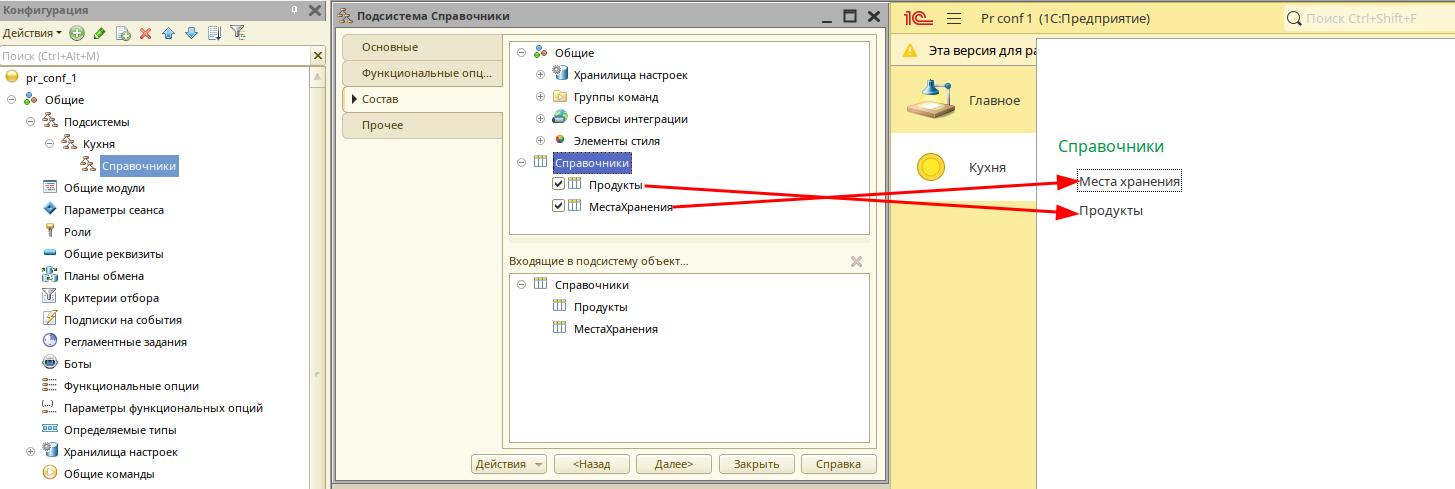 Конфигурация
Действия
Поиск (Ctrl+Alt+M)
pr_conf_1
Общие
Подсистемы
Кухня
Справочники
Общие модули
Параметры сеанса
Роли
Общие реквизиты
Планы обмена
Критерии отбора
Подписки на события
Регламентные задания
Боты
Функциональные опции
Параметры функциональных опций
Определяемые типы
Хранилища настроек
Общие команды
Подсистема Справочники
Основные
Функциональные опц...
Состав
Прочее
Общие
Хранилища настроек
Группы команд
Сервисы интеграции
Элементы стиля
Справочники
Продукты
МестаХранения
Входящие в подсистему объект...
Справочники
Продукты
МестаХранения
Действия
<Назад
Далее>
Закрыть
Справка
1С
Pr conf 1 (1С:Предприятие)
Поиск Ctrl+Shift+F
Эта версия для ра
Главное
Кухня
Справочники
Места хранения
Продукты